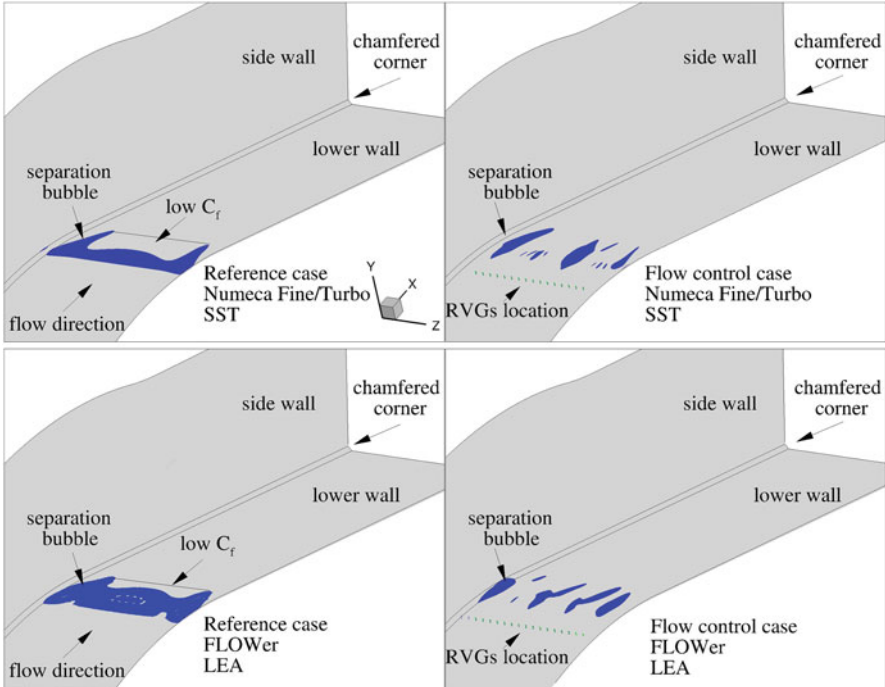 side wall
chamfered
corner
lower wall
separation
bubble
low C_f
Reference case
Numeca Fine/Turbo
SST
flow direction
Y
X
Z
side wall
chamfered
corner
lower wall
separation
bubble
Flow control case
Numeca Fine/Turbo
SST
RVGs location
side wall
chamfered
corner
lower wall
separation
bubble
low C_f
Reference case
FLOWer
LEA
flow direction
side wall
chamfered
corner
lower wall
separation
bubble
Flow control case
FLOWer
LEA
RVGs location